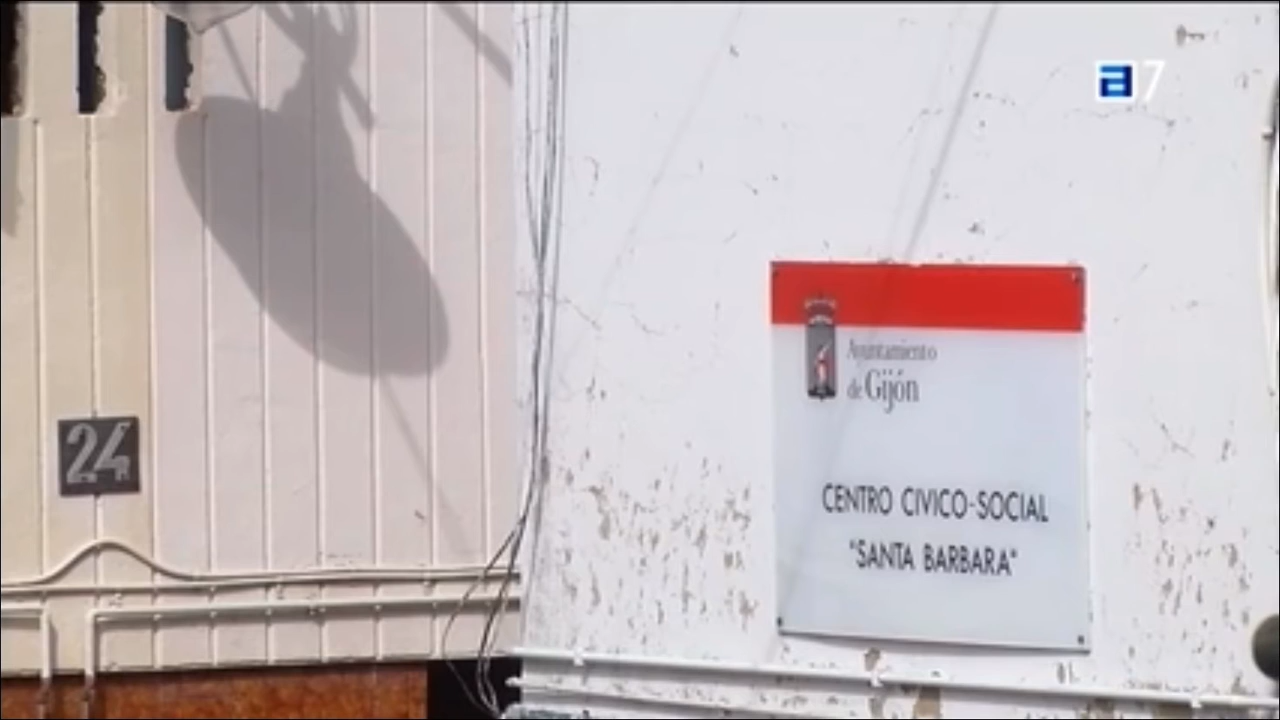 a7
24
Ayuntamiento
de Gijón
CENTRO CIVICO-SOCIAL
"SANTA BARBARA"